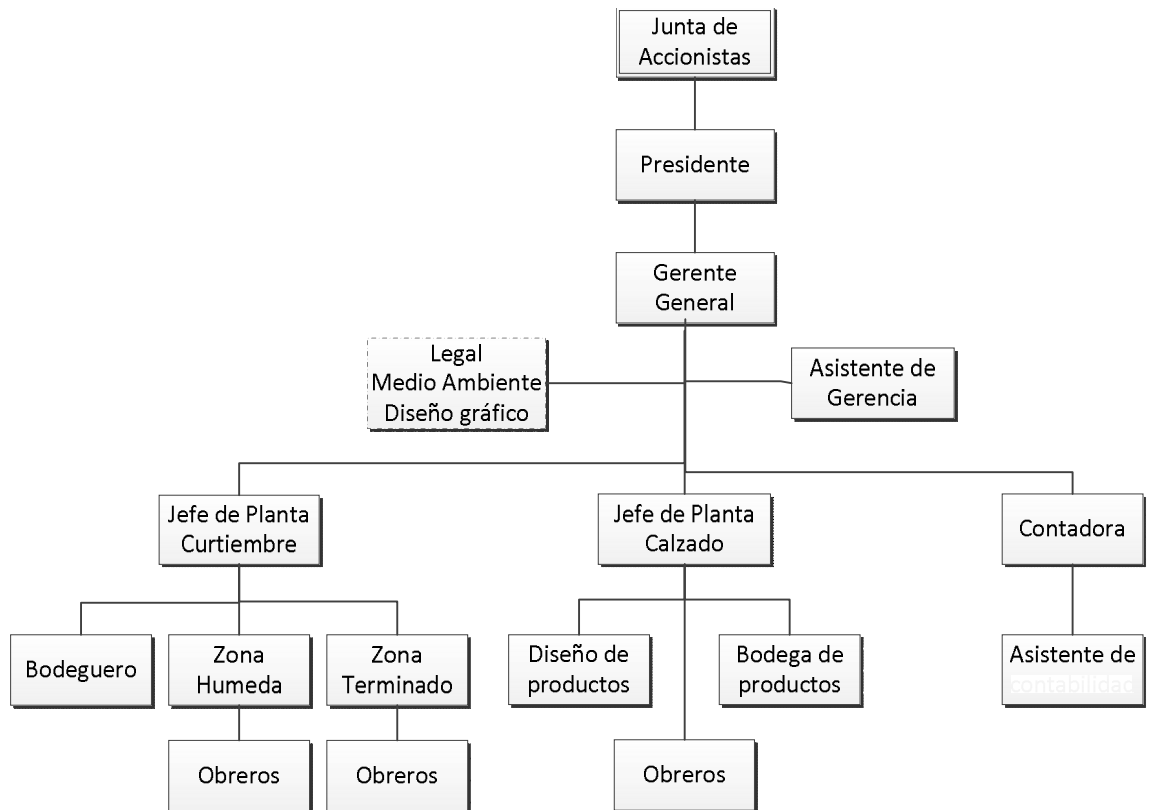 Junta de
Accionistas
Presidente
Gerente
General
Legal
Medio Ambiente
Diseño gráfico
Asistente de
Gerencia
Jefe de Planta
Curtiembre
Jefe de Planta
Calzado
Contadora
Bodeguero
Zona
Humeda
Zona
Terminado
Diseño de
productos
Bodega de
productos
Asistente de
contabilidad
Obreros
Obreros
Obreros